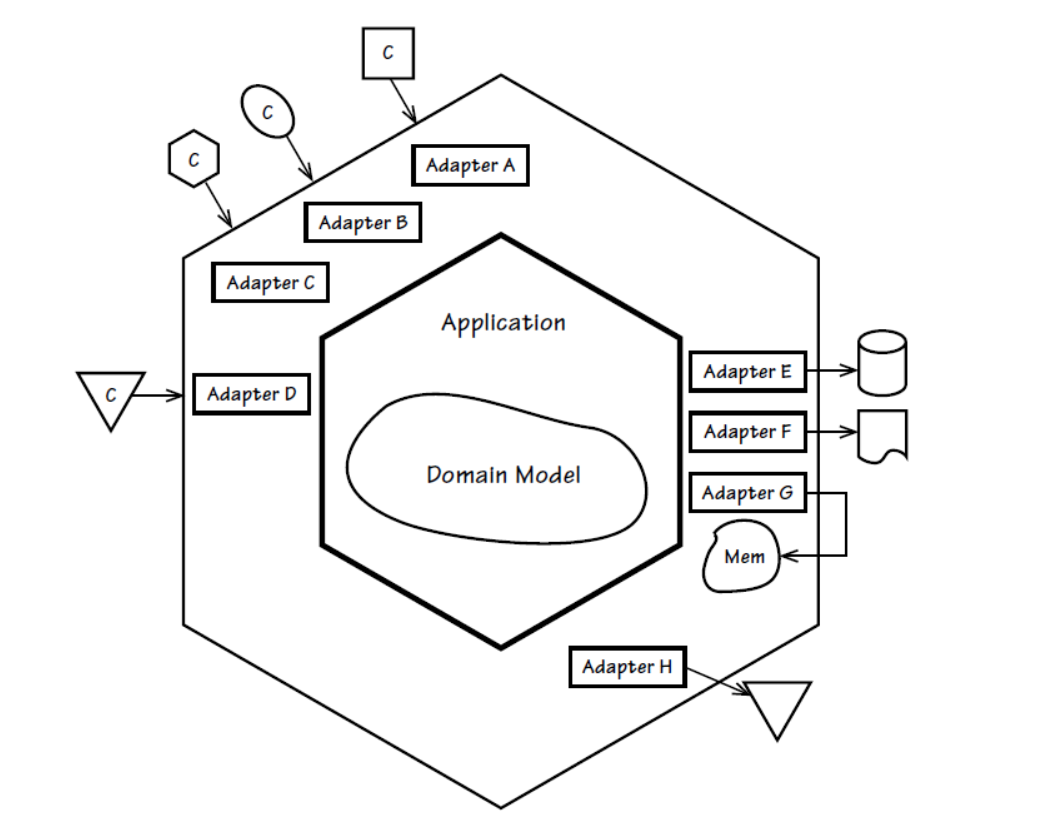 C
C
C
Adapter A
Adapter B
Adapter C
Application
Adapter E
C
Adapter D
Adapter F
Domain Model
Adapter G
Mem
Adapter H